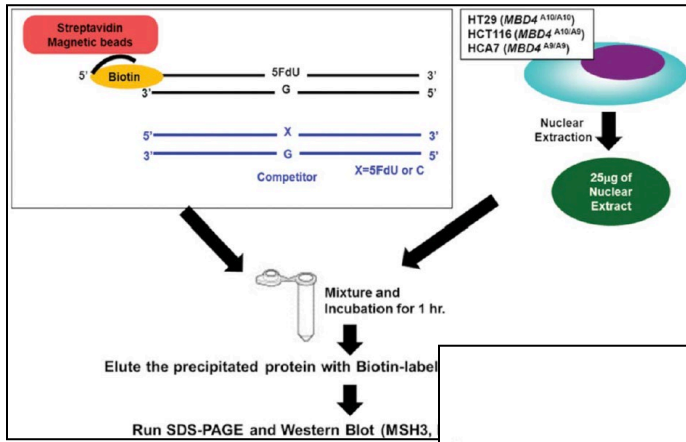 Streptavidin
Magnetic beads
5’
Biotin
5FdU
3’
3’
G
5’
5’
X
3’
3’
G
5’
Competitor
X=5FdU or C
HT29 (MBD4 A10/A10)
HCT116 (MBD4 A10/A9)
HCA7 (MBD4 A9/A9)
Nuclear
Extraction
25μg of
Nuclear
Extract
Mixture and
Incubation for 1 hr.
Elute the precipitated protein with Biotin-label
Run SDS-PAGE and Western Blot (MSH3,